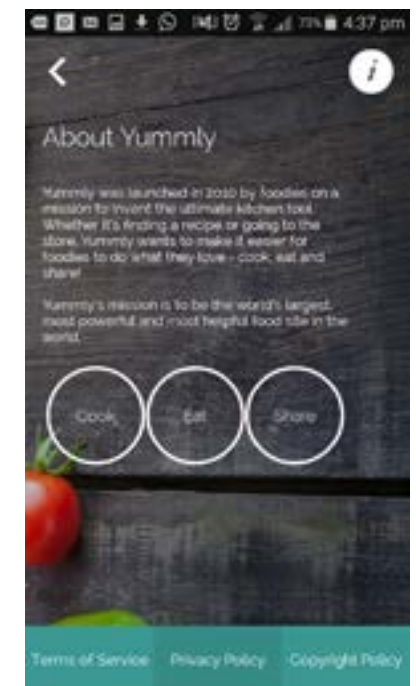 73% 4:37 pm
i
About Yummly
Yummly was launched in 2010 by foodies on a
mission to invent the ultimate kitchen tool.
Whether it's finding a recipe or going to the
store, Yummly wants to make it easier for
foodies to do what they love - cook, eat and
share!
Yummly's mission is to be the world's largest,
most powerful and most helpful food site in the
world.
Cook Eat Share
Terms of Service Privacy Policy Copyright Policy